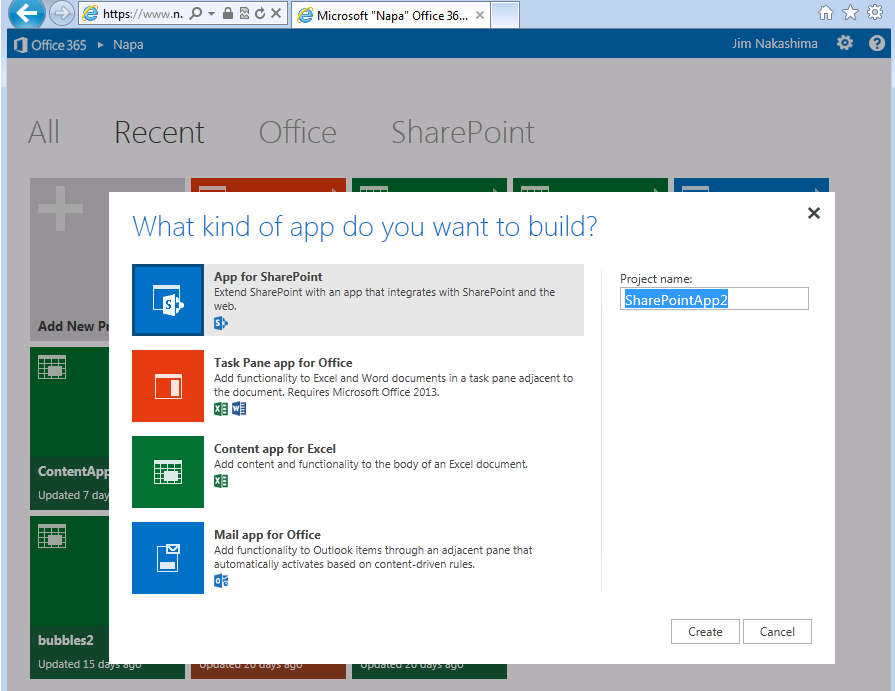 https://www.n.
Microsoft "Napa" Office 36...
Office 365 ▸ Napa
Jim Nakashima
All Recent Office SharePoint
What kind of app do you want to build?
App for SharePoint
Extend SharePoint with an app that integrates with SharePoint and the
web.
Task Pane app for Office
Add functionality to Excel and Word documents in a task pane adjacent to
the document. Requires Microsoft Office 2013.
Content app for Excel
Add content and functionality to the body of an Excel document.
Mail app for Office
Add functionality to Outlook items through an adjacent pane that
automatically activates based on content-driven rules.
Project name:
SharePointApp2
Create
Cancel
Add New Pr
ContentApp
Updated 7 day
bubbles2
Updated 15 days ago
Updated 20 days ago
Updated 20 days ago